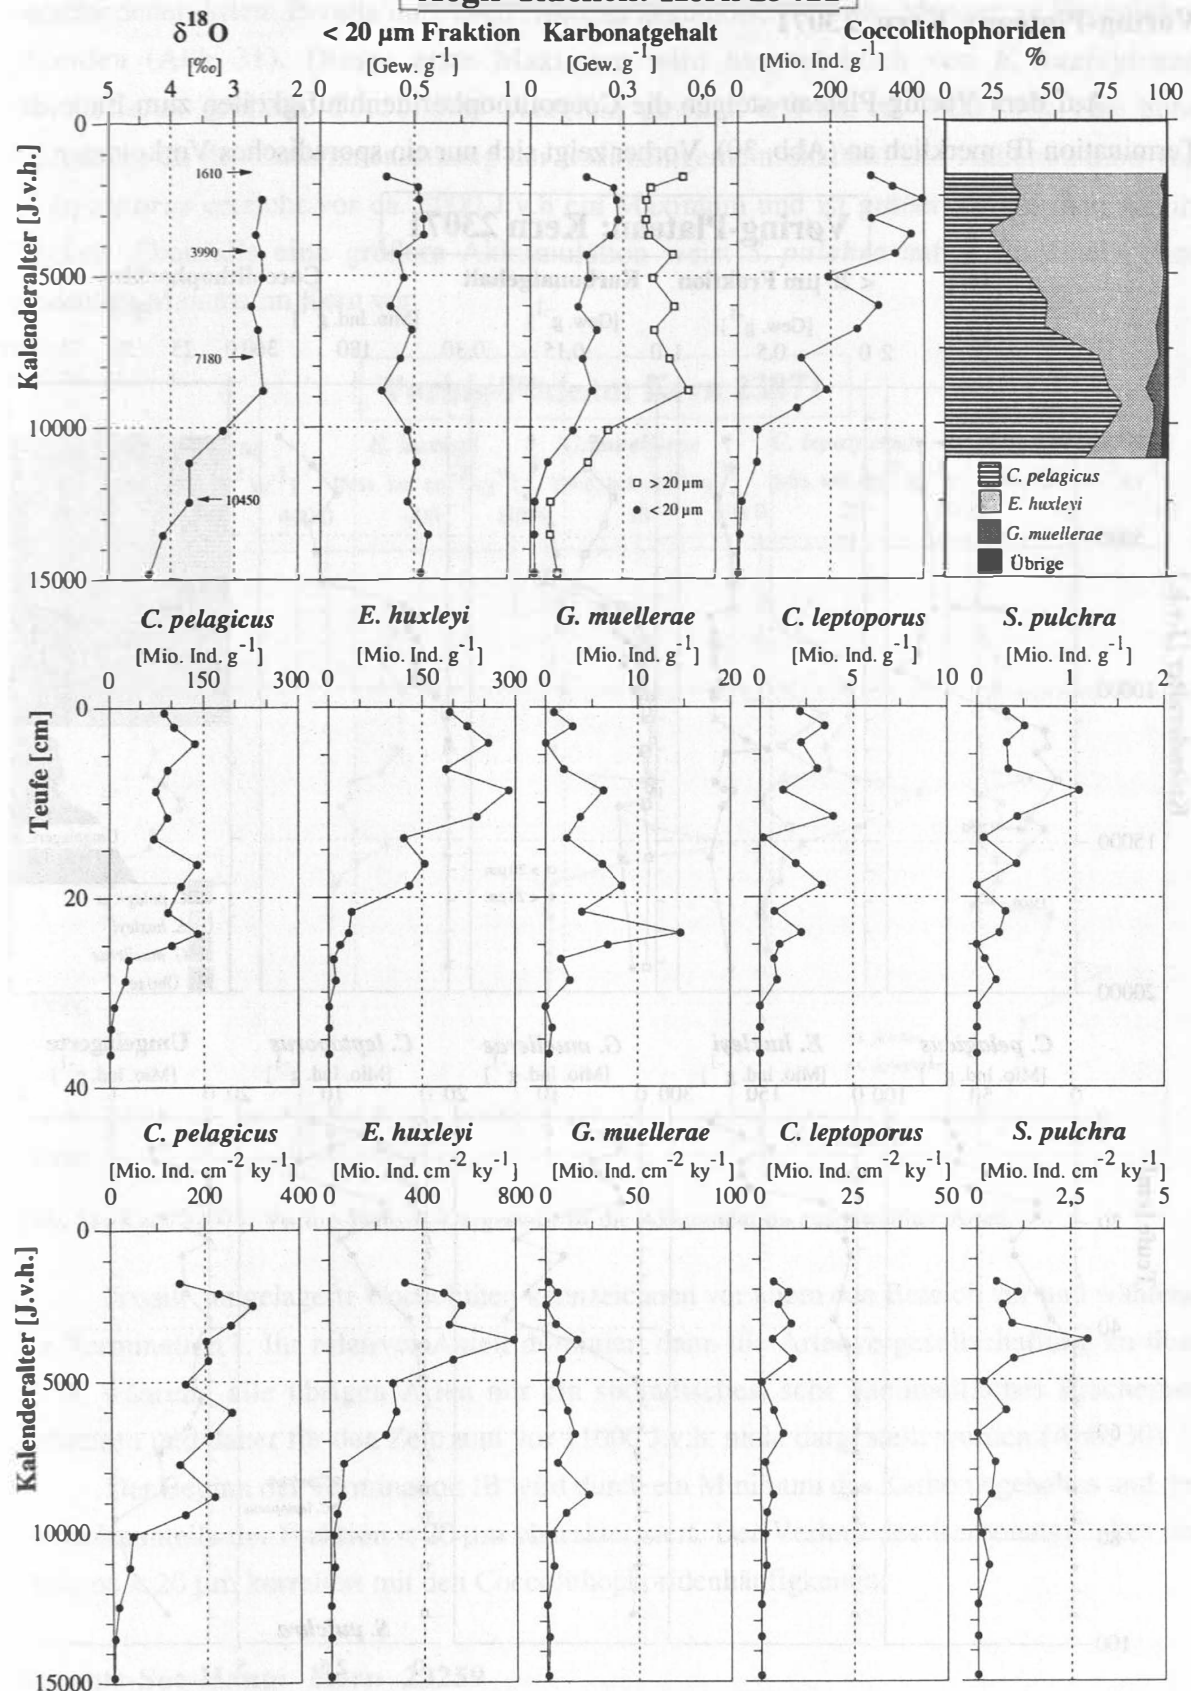 δ 18 O
[‰]
5 4 3 2
< 20 µm Fraktion
[Gew. g-1]
0 0,5 1
Karbonatgehalt
[Gew. g-1]
0 0,3 0,6
Coccolithophoriden
[Mio. Ind. g-1]
0 200 400
%
0 25 50 75 100
Kalenderalter [J.v.h.]
0
5000
10000
15000
1610
3990
7180
10450
> 20 µm
< 20 µm
C. pelagicus
E. huxleyi
G. muellerae
Übrige
C. pelagicus
[Mio. Ind. g-1]
0 150 300
E. huxleyi
[Mio. Ind. g-1]
0 150 300
G. muellerae
[Mio. Ind. g-1]
0 10 20
C. leptoporus
[Mio. Ind. g-1]
0 5 10
S. pulchra
[Mio. Ind. g-1]
0 1 2
Teufe [cm]
0
20
40
C. pelagicus
[Mio. Ind. cm-2 ky-1]
0 200 400
E. huxleyi
[Mio. Ind. cm-2 ky-1]
0 400 800
G. muellerae
[Mio. Ind. cm-2 ky-1]
0 50 100
C. leptoporus
[Mio. Ind. cm-2 ky-1]
0 25 50
S. pulchra
[Mio. Ind. cm-2 ky-1]
0 2.5 5
Kalenderalter [J.v.h.]
0
5000
10000
15000